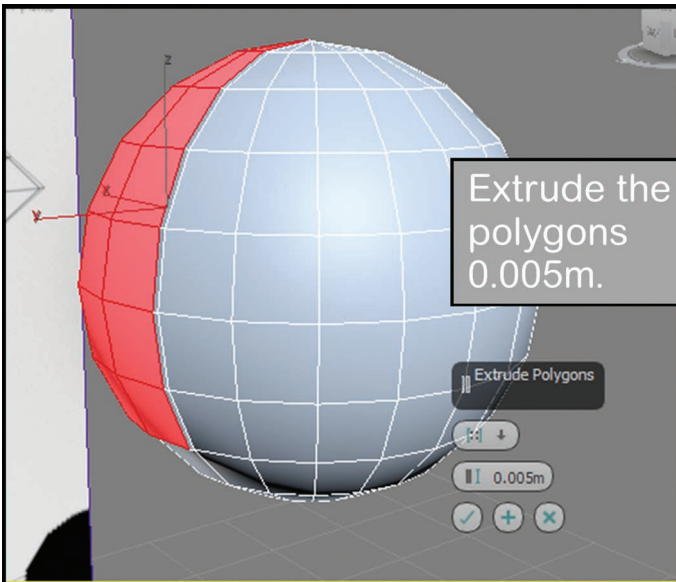 z
x
y
Extrude the
polygons
0.005m.
Extrude Polygons
0.005m